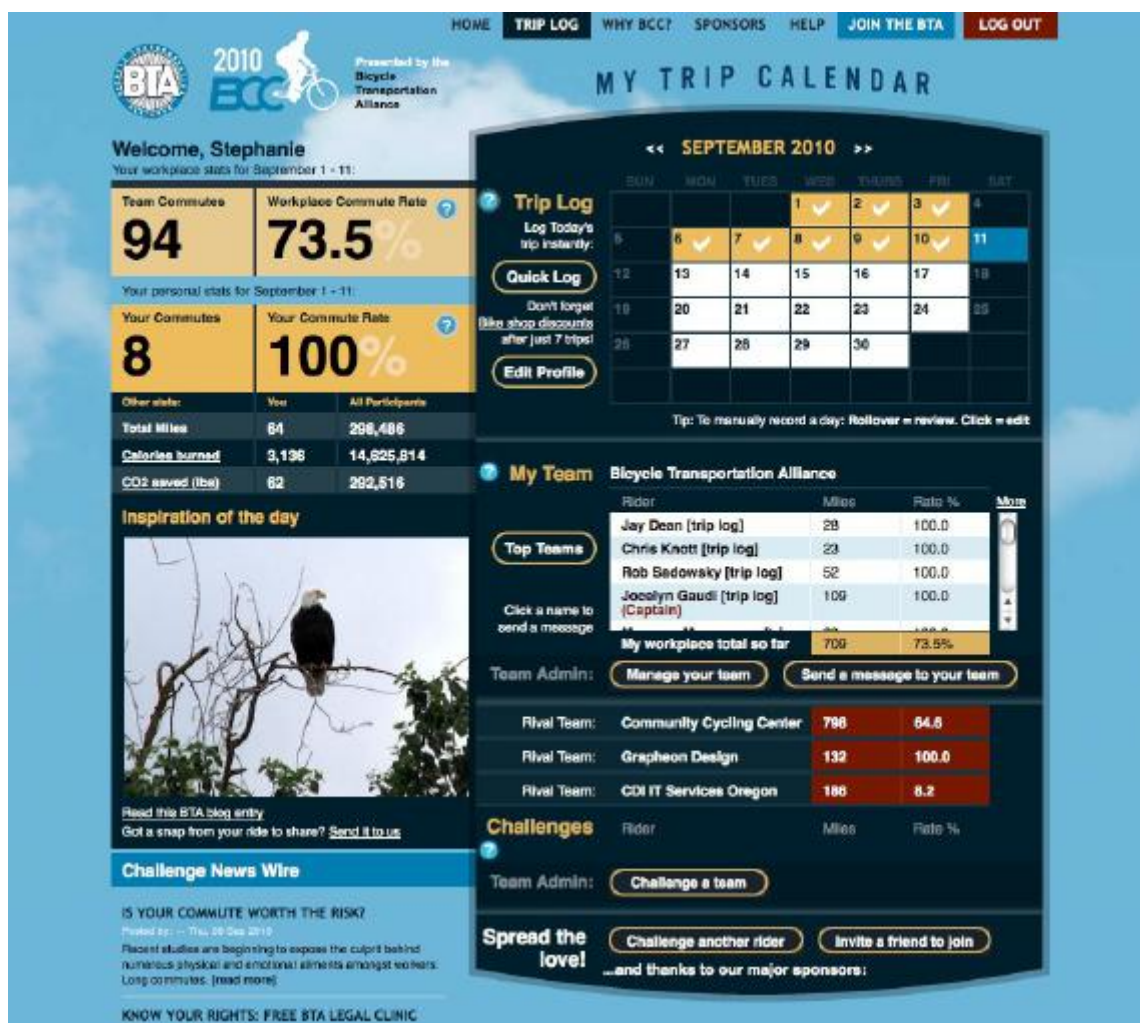 HOME TRIP LOG WHY BCC? SPONSORS HELP JOIN THE BTA LOG OUT
BTA
2010
BCC
Presented by the
Bicycle
Transportation
Alliance
MY TRIP CALENDAR
Welcome, Stephanie
Your workplace stats for September 1 - 11:
Team Commutes
94
Workplace Commute Rate ?
73.5%
Your personal stats for September 1 - 11:
Your Commutes
8
Your Commute Rate ?
100%
Other stats: You All Participants
Total Miles 64 298,486
Calories burned 3,136 14,625,814
CO2 saved (lbs) 62 292,516
Inspiration of the day
Read this BTA blog entry
Got a snap from your ride to share? Send it to us
Challenge News Wire
IS YOUR COMMUTE WORTH THE RISK?
Posted by: -- Thu, 09 Sep 2010
Recent studies are beginning to expose the culprit behind
numerous physical and emotional ailments amongst workers:
Long commutes. [read more]
KNOW YOUR RIGHTS: FREE BTA LEGAL CLINIC
<< SEPTEMBER 2010 >>
SUN MON TUES WED THURS FRI SAT
1 2 3 4
5 6 7 8 9 10 11
12 13 14 15 16 17 18
19 20 21 22 23 24 25
26 27 28 29 30
? Trip Log
Log Today's
trip instantly:
Quick Log
Don't forget
Bike shop discounts
after just 7 trips!
Edit Profile
Tip: To manually record a day: Rollover = review. Click = edit
? My Team
Bicycle Transportation Alliance
Rider Miles Rate % More
Jay Dean [trip log] 28 100.0
Chris Knott [trip log] 23 100.0
Rob Sadowsky [trip log] 52 100.0
Jocelyn Gaudi [trip log] 109 100.0
(Captain)
My workplace total so far 709 73.5%
Top Teams
Click a name to
send a message
Team Admin: Manage your team Send a message to your team
Rival Team: Community Cycling Center 796 64.6
Rival Team: Grapheon Design 132 100.0
Rival Team: CDI IT Services Oregon 186 8.2
Challenges Rider Miles Rate %
?
Team Admin: Challenge a team
Spread the
love!
Challenge another rider Invite a friend to join
...and thanks to our major sponsors: